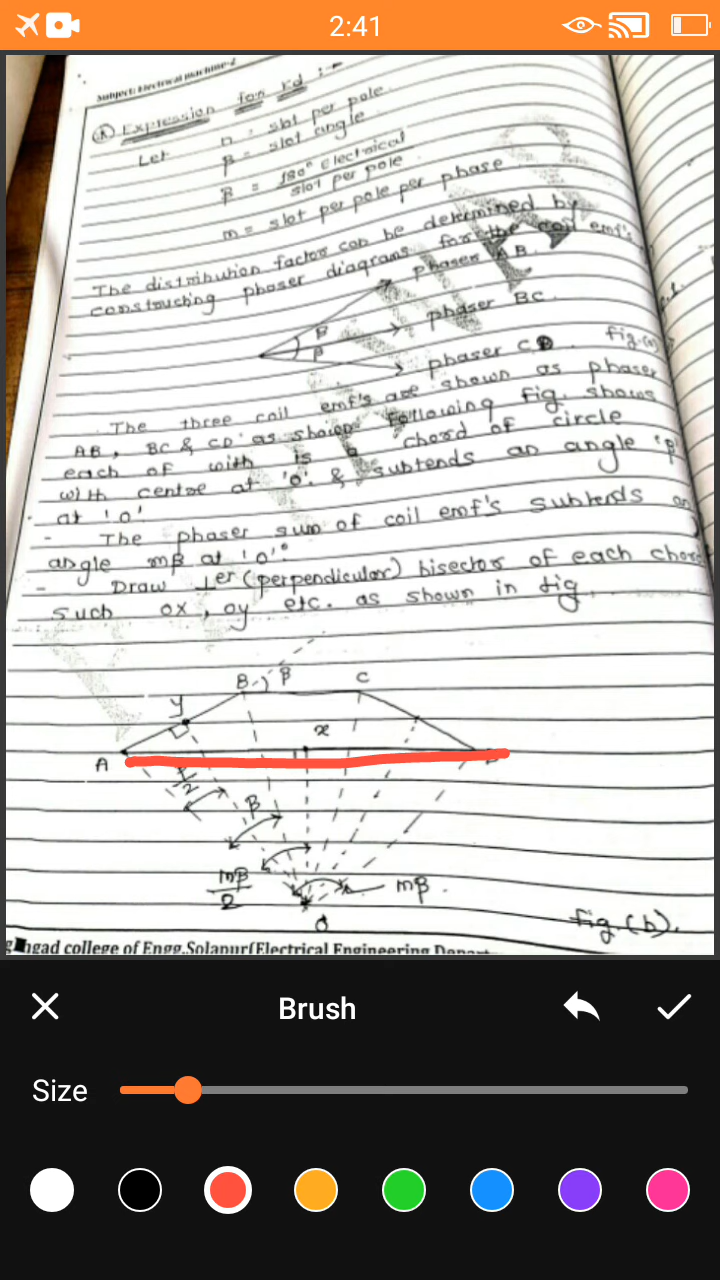 2:41
Subject: Electrical machine-2
(A) Expression for kd :-
Let n = slot per pole.
β = slot angle.
β = 180° Electrical
slot per pole
m = slot per pole per phase
The distribution factor can be determined by
constructing phaser diagrams for the coil emf's
phaser AB.
β
phaser BC.
β
phaser CD. fig.(a)
The three coil emf's are shown as phaser
AB, BC & CD as shown following fig. shows
each of with is a chord of circle
with centre at 'o'. & subtends an angle 'β'
at 'o'
- The phaser sum of coil emf's subtends an
angle mβ at 'o'.
- Draw ⊥er (perpendicular) bisector of each chord
such ox, oy etc. as shown in fig.
B β C
y
x
A
β/2
β
mβ
2
mβ.
o
fig.(b).
gad college of Engg.Solapur(Electrical Engineering
Brush
Size